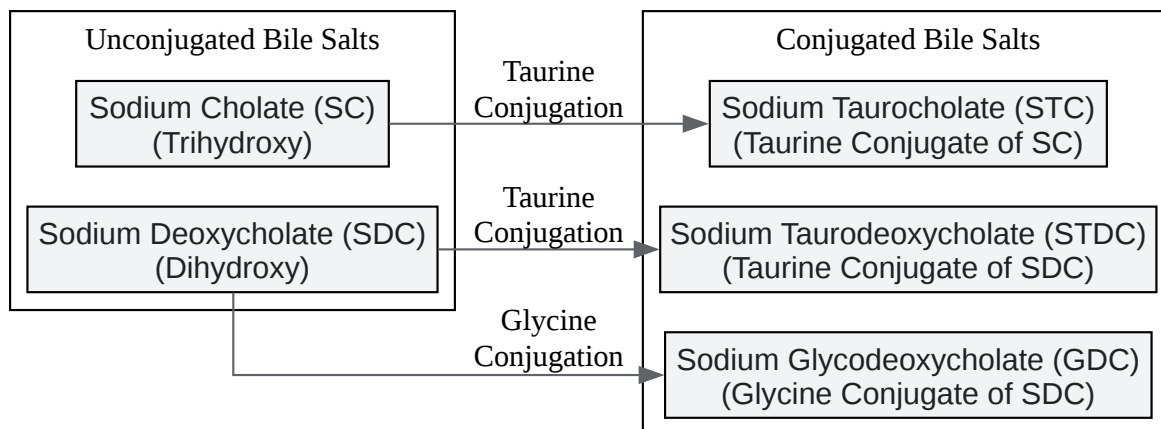 Unconjugated Bile Salts
Sodium Cholate (SC)
(Trihydroxy)
Sodium Deoxycholate (SDC)
(Dihydroxy)
Taurine
Conjugation
Taurine
Conjugation
Glycine
Conjugation
Conjugated Bile Salts
Sodium Taurocholate (STC)
(Taurine Conjugate of SC)
Sodium Taurodeoxycholate (STDC)
(Taurine Conjugate of SDC)
Sodium Glycodeoxycholate (GDC)
(Glycine Conjugate of SDC)